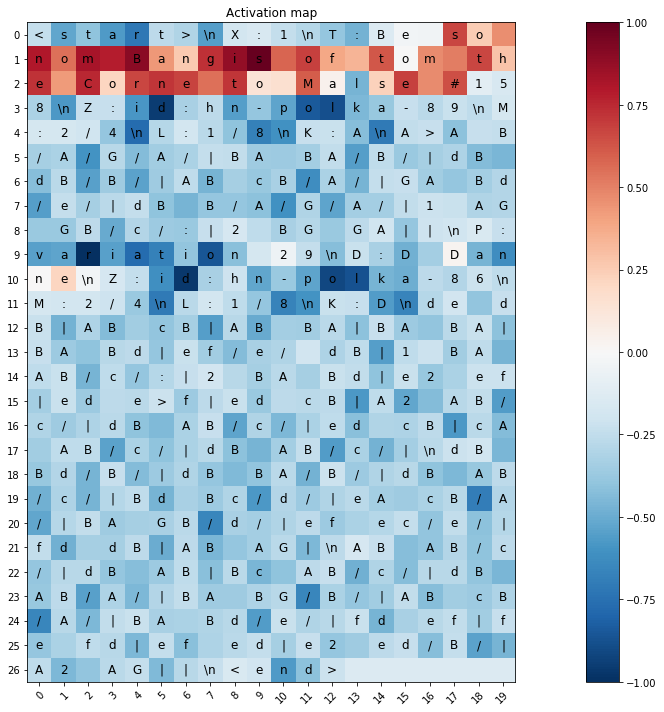 Activation map
0 < s t a r t > \n X : 1 \n T : B e s o
1 n o m B a n g i s o f t o m t h
2 e C o r n e t o M a l s e # 1 5
3 8 \n Z : i d : h n - p o l k a - 8 9 \n M
4 : 2 / 4 \n L : 1 / 8 \n K : A \n A > A B
5 / A / G / A / | B A B A / B / | d B
6 d B / B / | A B c B / A / | G A B d
7 / e / | d B B / A / G / A / | 1 A G
8 G B / c / : | 2 B G G A | | \n P :
9 v a r i a t i o n 2 9 \n D : D D a n
10 n e \n Z : i d : h n - p o l k a - 8 6 \n
11 M : 2 / 4 \n L : 1 / 8 \n K : D \n d e d
12 B | A B c B | A B B A | B A B A |
13 B A B d | e f / e / d B | 1 B A
14 A B / c / : | 2 B A B d | e 2 e f
15 | e d e > f | e d c B | A 2 A B /
16 c / | d B A B / c / | e d c B | c A
17 A B / c / | d B A B / c / | \n d B
18 B d / B / | d B B A / B / | d B A B
19 / c / | B d B c / d / | e A c B / A
20 / | B A G B / d / | e f e c / e / |
21 f d d B | A B A G | \n A B A B / c
22 / | d B A B | B c A B / c / | d B
23 A B / A / | B A B G / B / | A B c B
24 / A / | B A B d / e / | f d e f | f
25 e f d | e f e d | e 2 e d / B / |
26 A 2 A G | | \n < e n d >
0 1 2 3 4 5 6 7 8 9 10 11 12 13 14 15 16 17 18 19
1.00
0.75
0.50
0.25
0.00
−0.25
−0.50
−0.75
−1.00